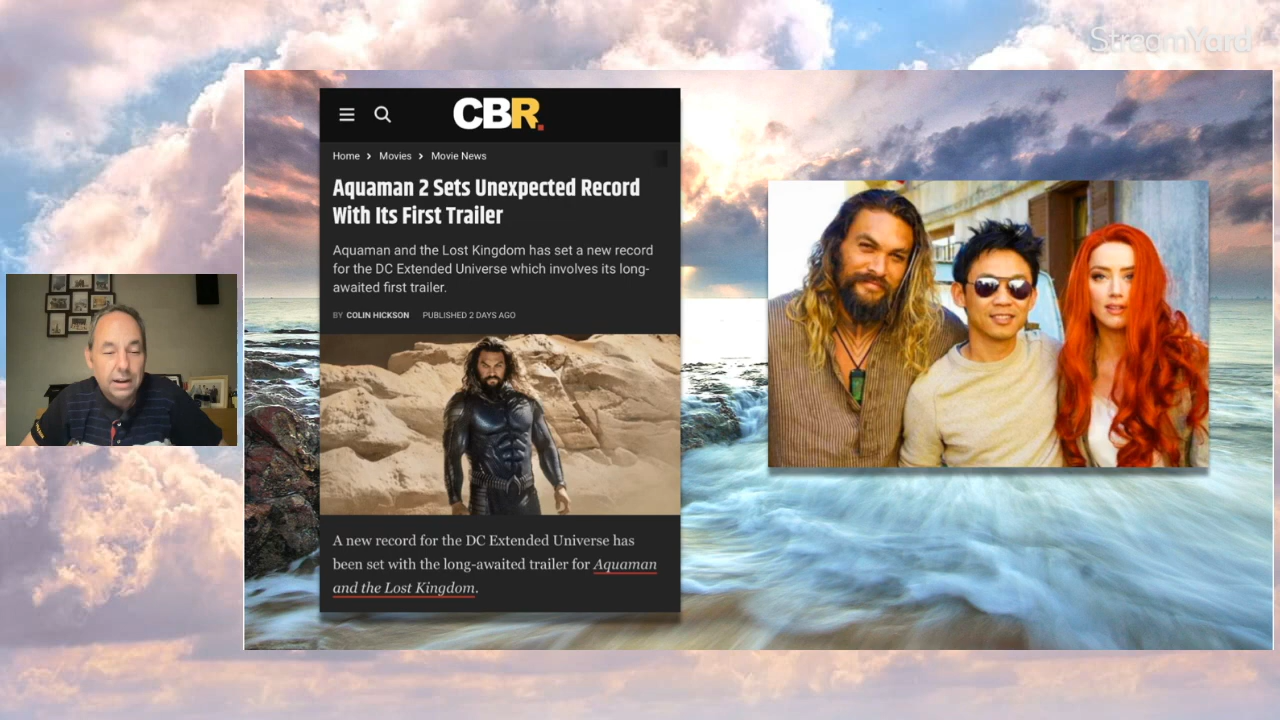 StreamYard
CBR.
Home > Movies > Movie News
Aquaman 2 Sets Unexpected Record
With Its First Trailer
Aquaman and the Lost Kingdom has set a new record
for the DC Extended Universe which involves its long-
awaited first trailer.
BY COLIN HICKSON PUBLISHED 2 DAYS AGO
A new record for the DC Extended Universe has
been set with the long-awaited trailer for Aquaman
and the Lost Kingdom.